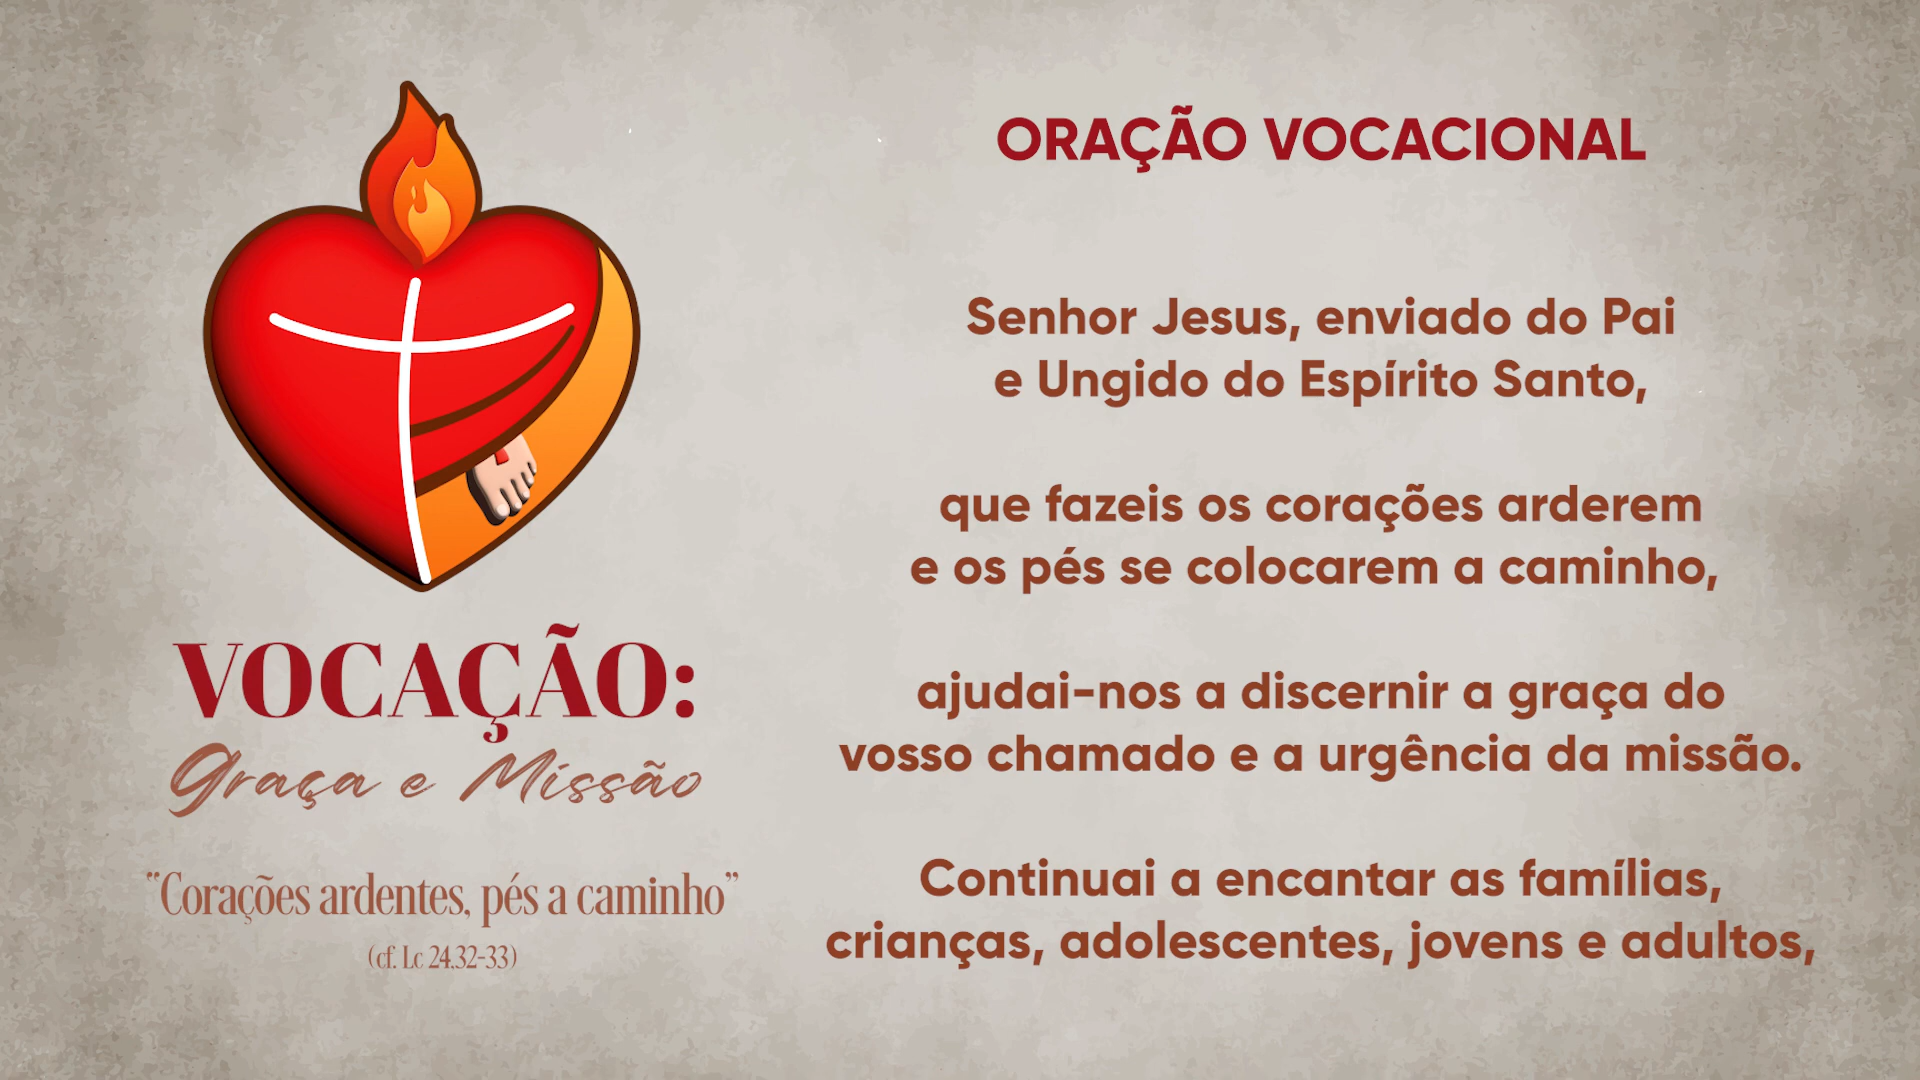 VOCAÇÃO:
Graça e Missão
“Corações ardentes, pés a caminho”
(cf. Lc 24,32-33)
ORAÇÃO VOCACIONAL
Senhor Jesus, enviado do Pai
e Ungido do Espírito Santo,
que fazeis os corações arderem
e os pés se colocarem a caminho,
ajudai-nos a discernir a graça do
vosso chamado e a urgência da missão.
Continuai a encantar as famílias,
crianças, adolescentes, jovens e adultos,